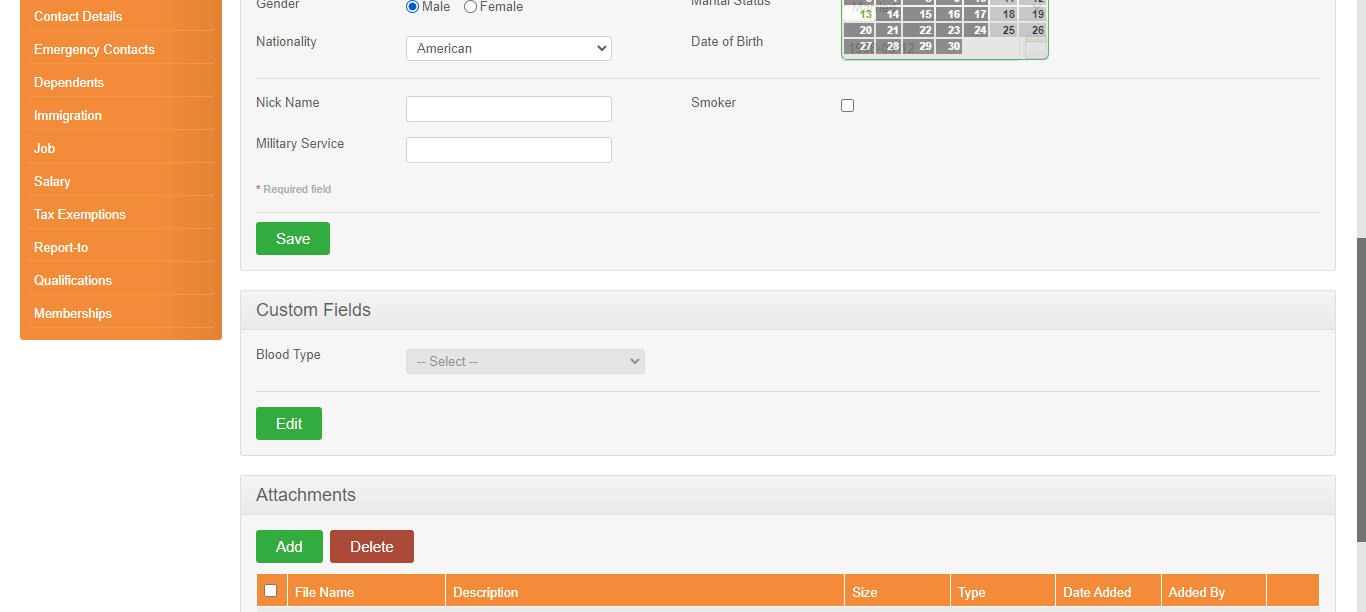 Contact Details
Emergency Contacts
Dependents
Immigration
Job
Salary
Tax Exemptions
Report-to
Qualifications
Memberships
Gender
Male
Female
Marital Status
Nationality
American
Date of Birth
13 14 15 16 17 18 19
20 21 22 23 24 25 26
27 28 29 30
Nick Name
Smoker
Military Service
* Required field
Save
Custom Fields
Blood Type
-- Select --
Edit
Attachments
Add
Delete
File Name
Description
Size
Type
Date Added
Added By